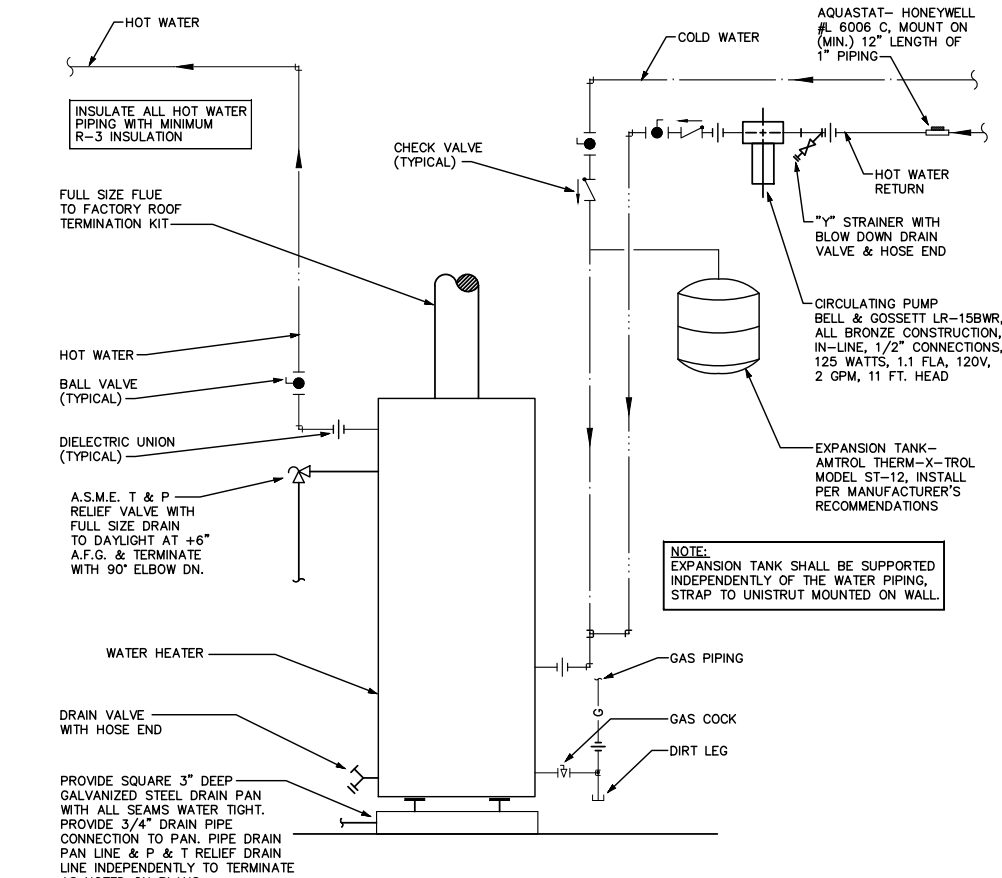 HOT WATER
INSULATE ALL HOT WATER
PIPING WITH MINIMUM
R-3 INSULATION
FULL SIZE FLUE
TO FACTORY ROOF
TERMINATION KIT
HOT WATER
BALL VALVE
(TYPICAL)
DIELECTRIC UNION
(TYPICAL)
A.S.M.E. T & P
RELIEF VALVE WITH
FULL SIZE DRAIN
TO DAYLIGHT AT +6"
A.F.G. & TERMINATE
WITH 90° ELBOW DN.
WATER HEATER
DRAIN VALVE
WITH HOSE END
PROVIDE SQUARE 3" DEEP
GALVANIZED STEEL DRAIN PAN
WITH ALL SEAMS WATER TIGHT.
PROVIDE 3/4" DRAIN PIPE
CONNECTION TO PAN. PIPE DRAIN
PAN LINE & P & T RELIEF DRAIN
LINE INDEPENDENTLY TO TERMINATE
CHECK VALVE
(TYPICAL)
COLD WATER
AQUASTAT- HONEYWELL
#L 6006 C, MOUNT ON
(MIN.) 12" LENGTH OF
1" PIPING
HOT WATER
RETURN
"Y" STRAINER WITH
BLOW DOWN DRAIN
VALVE & HOSE END
CIRCULATING PUMP
BELL & GOSSETT LR-15BWR,
ALL BRONZE CONSTRUCTION,
IN-LINE, 1/2" CONNECTIONS,
125 WATTS, 1.1 FLA, 120V,
2 GPM, 11 FT. HEAD
EXPANSION TANK-
AMTROL THERM-X-TROL
MODEL ST-12, INSTALL
PER MANUFACTURER'S
RECOMMENDATIONS
NOTE:
EXPANSION TANK SHALL BE SUPPORTED
INDEPENDENTLY OF THE WATER PIPING,
STRAP TO UNISTRUT MOUNTED ON WALL.
GAS PIPING
G
GAS COCK
DIRT LEG